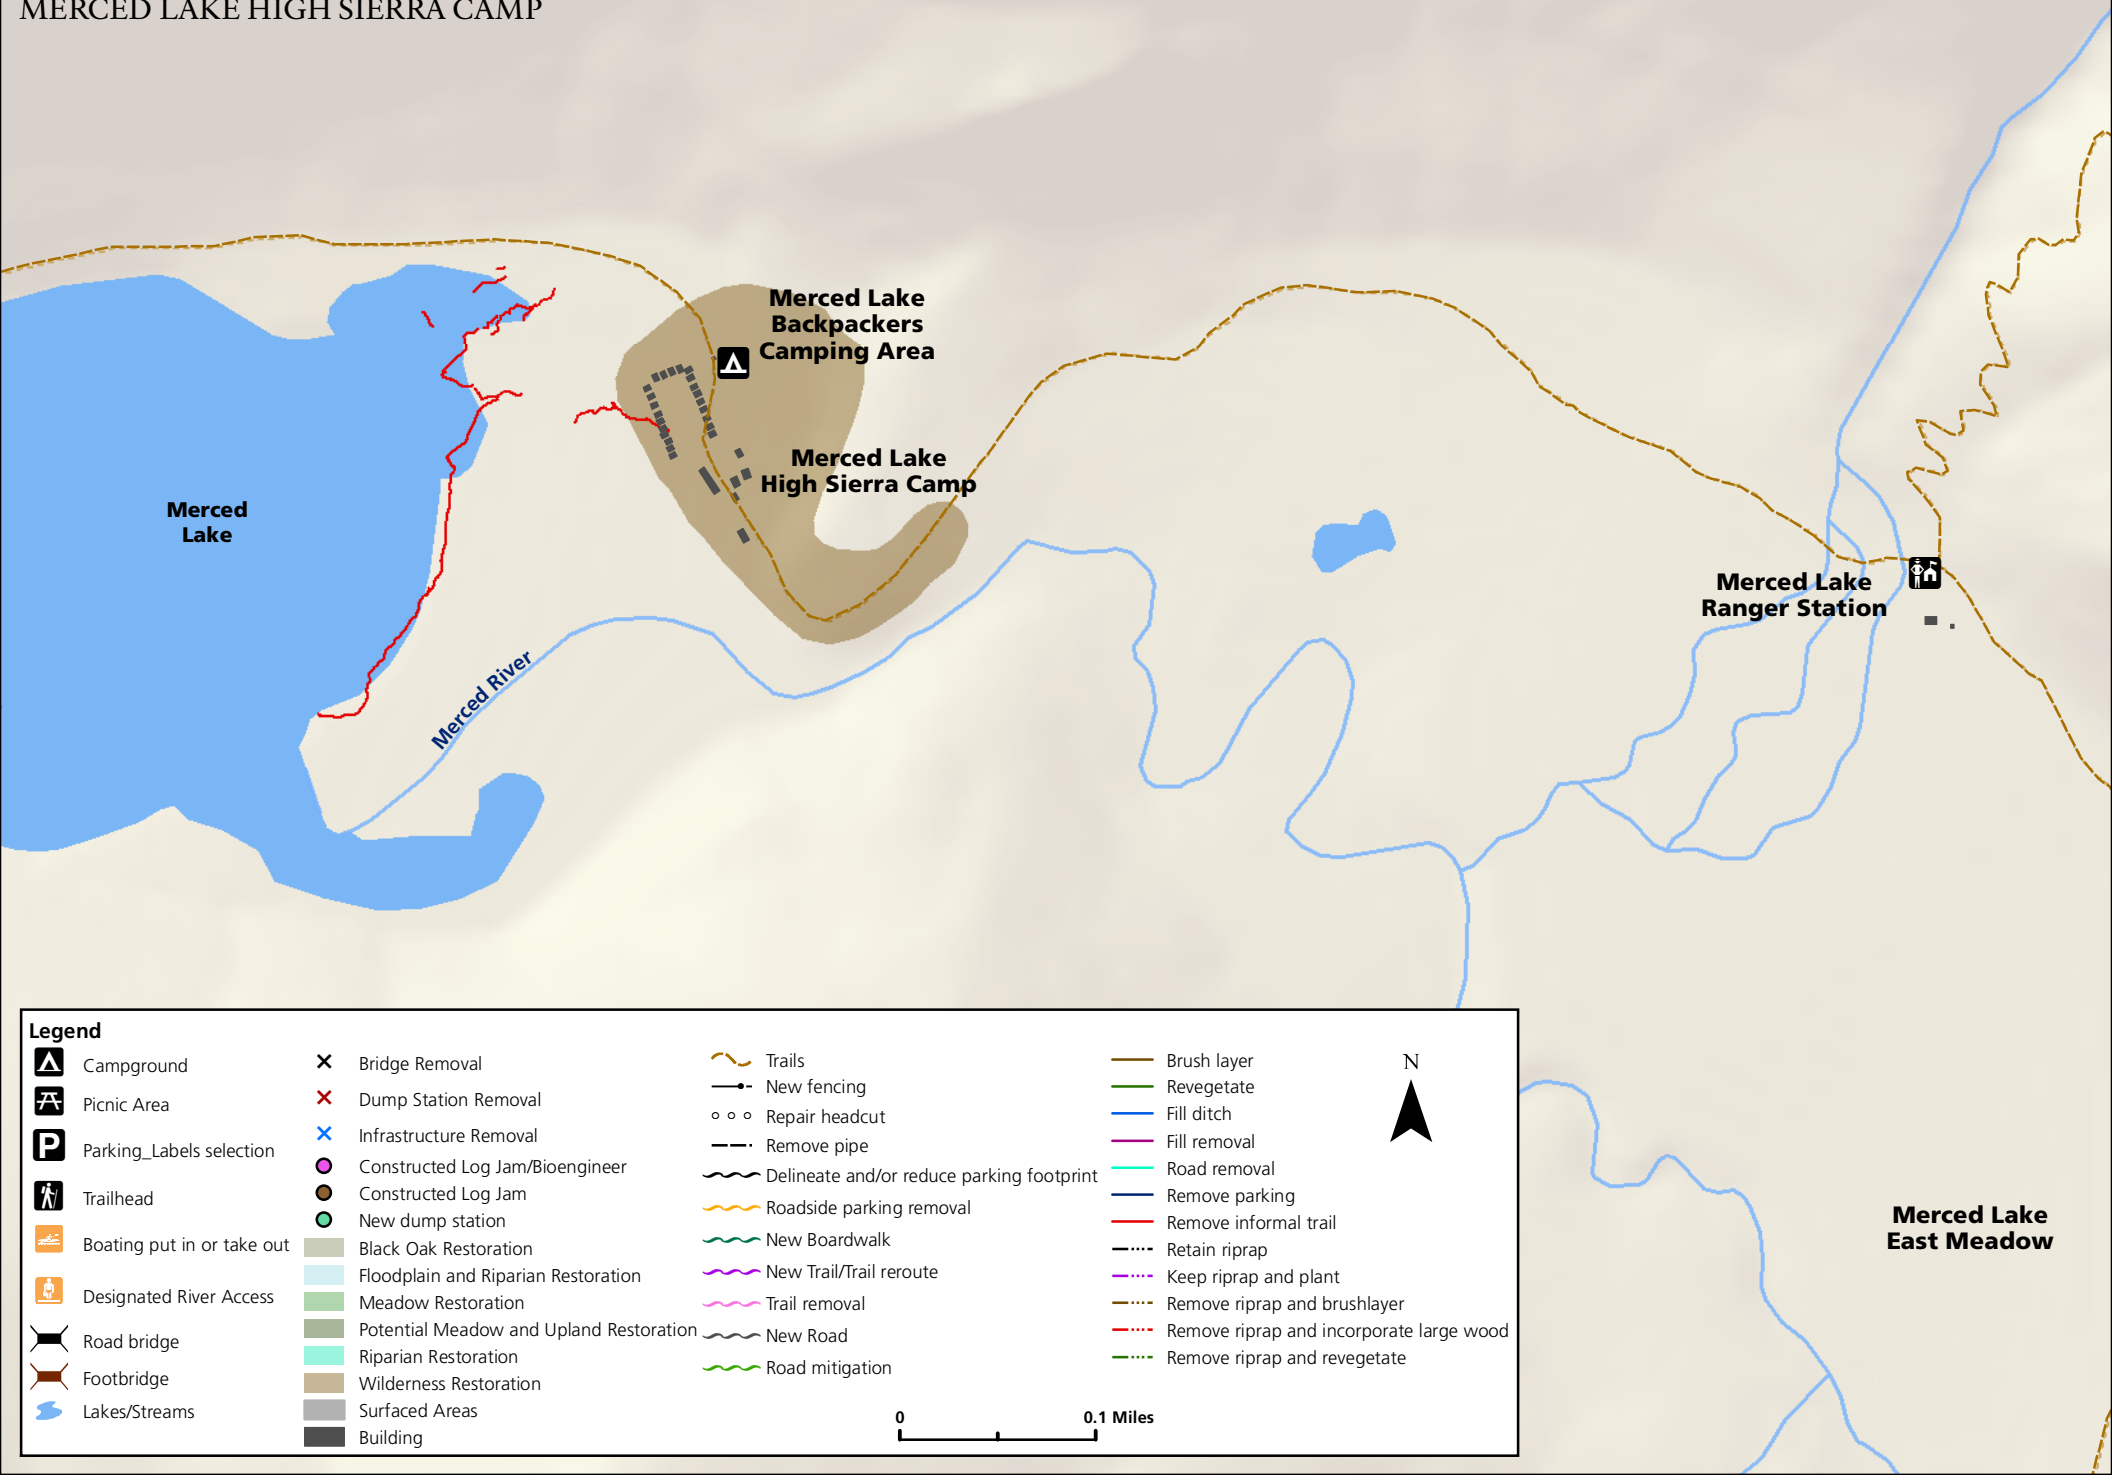 MERCED LAKE HIGH SIERRA CAMP
Merced Lake
Backpackers
Camping Area
Merced Lake
High Sierra Camp
Merced
Lake
Merced River
Merced Lake
Ranger Station
Merced Lake
East Meadow
Legend
Campground
Picnic Area
P
Parking_Labels selection
Trailhead
Boating put in or take out
Designated River Access
Road bridge
Footbridge
Lakes/Streams
Bridge Removal
Dump Station Removal
Infrastructure Removal
Constructed Log Jam/Bioengineer
Constructed Log Jam
New dump station
Black Oak Restoration
Floodplain and Riparian Restoration
Meadow Restoration
Potential Meadow and Upland Restoration
Riparian Restoration
Wilderness Restoration
Surfaced Areas
Building
Trails
New fencing
Repair headcut
Remove pipe
Delineate and/or reduce parking footprint
Roadside parking removal
New Boardwalk
New Trail/Trail reroute
Trail removal
New Road
Road mitigation
Brush layer
Revegetate
Fill ditch
Fill removal
Road removal
Remove parking
Remove informal trail
Retain riprap
Keep riprap and plant
Remove riprap and brushlayer
Remove riprap and incorporate large wood
Remove riprap and revegetate
N
0 0.1 Miles